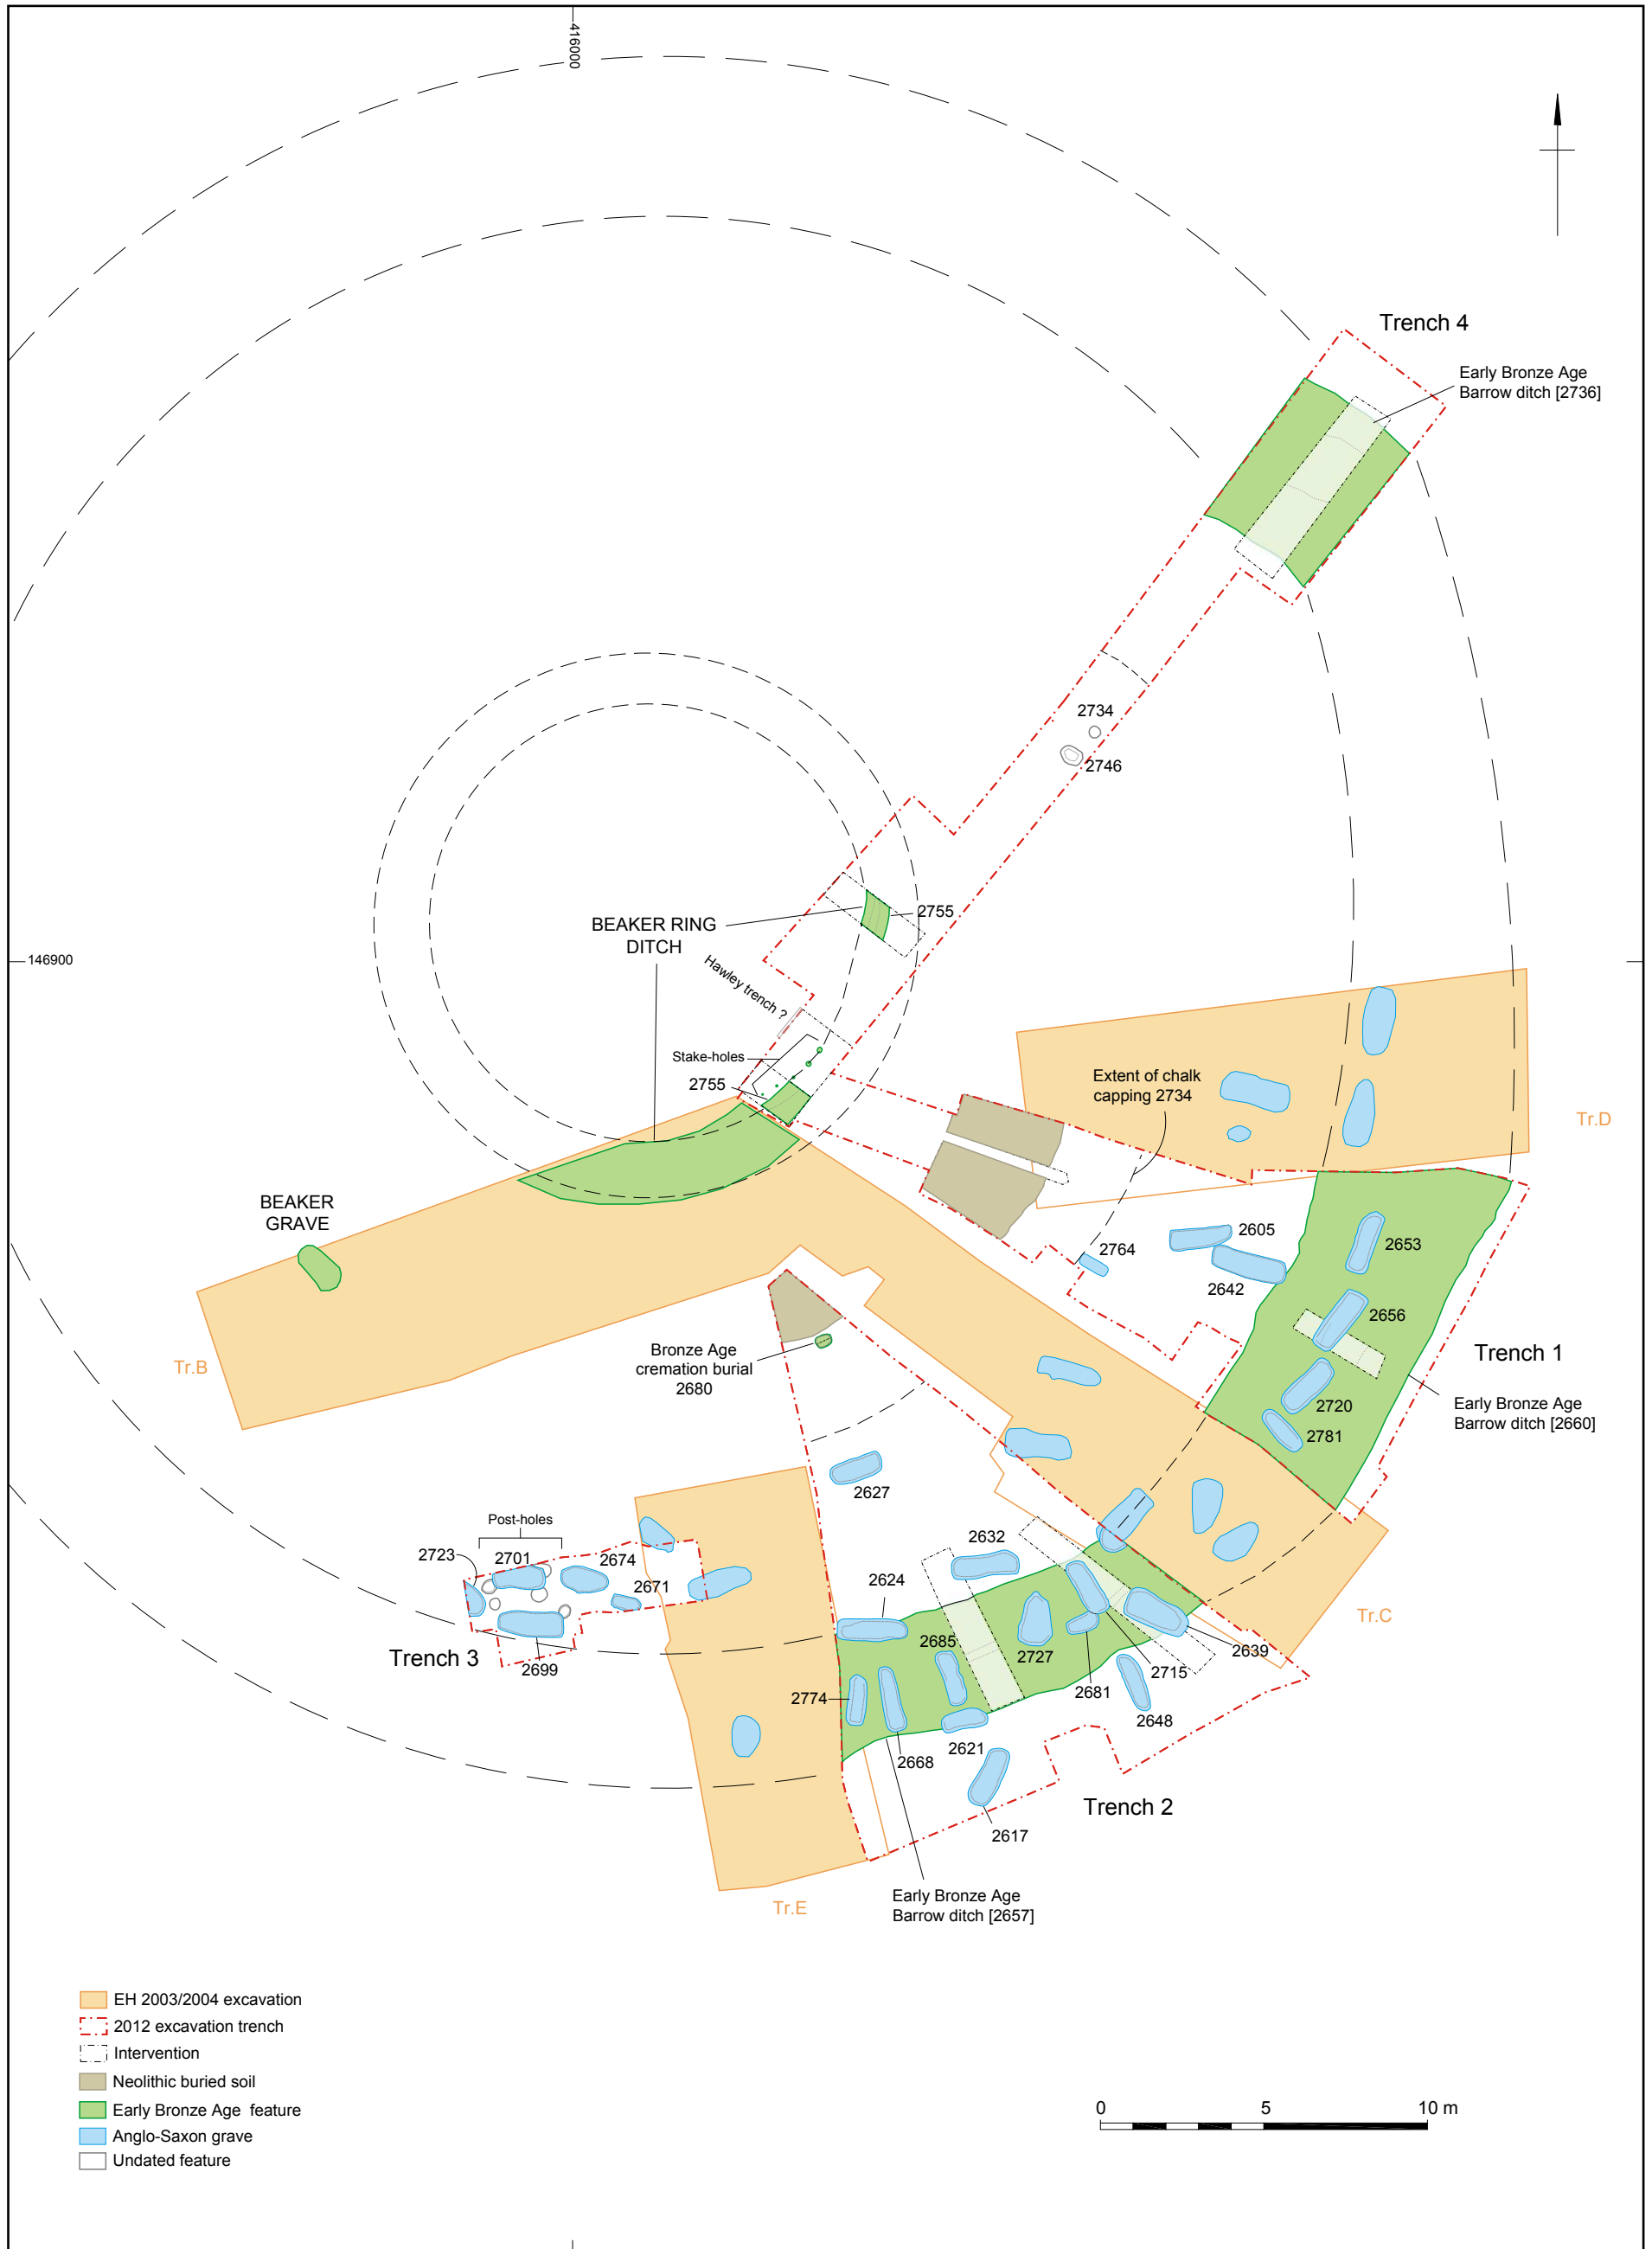 416000
Trench 4
Early Bronze Age
Barrow ditch [2736]
2734
2746
BEAKER RING
DITCH
2755
146900
Hawley trench ?
Stake-holes
2755
Extent of chalk
capping 2734
Tr.D
BEAKER
GRAVE
2605
2653
2764
2642
2656
Tr.B
Bronze Age
cremation burial
2680
Trench 1
2720
2781
Early Bronze Age
Barrow ditch [2660]
2627
Post-holes
2723
2701
2674
2671
2632
2624
2685
2727
Tr.C
2639
Trench 3
2699
2715
2681
2774
2648
2668
2621
Trench 2
2617
Early Bronze Age
Barrow ditch [2657]
Tr.E
EH 2003/2004 excavation
2012 excavation trench
Intervention
Neolithic buried soil
Early Bronze Age feature
Anglo-Saxon grave
Undated feature
0 5 10 m